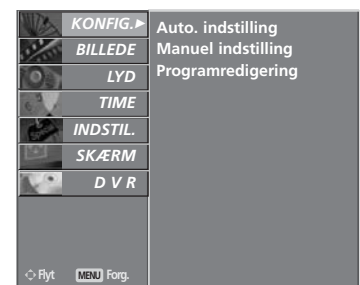 KONFIG.
BILLEDE
LYD
TIME
INDSTIL.
SKÆRM
D V R
Flyt MENU Forg.
Auto. indstilling
Manuel indstilling
Programredigering